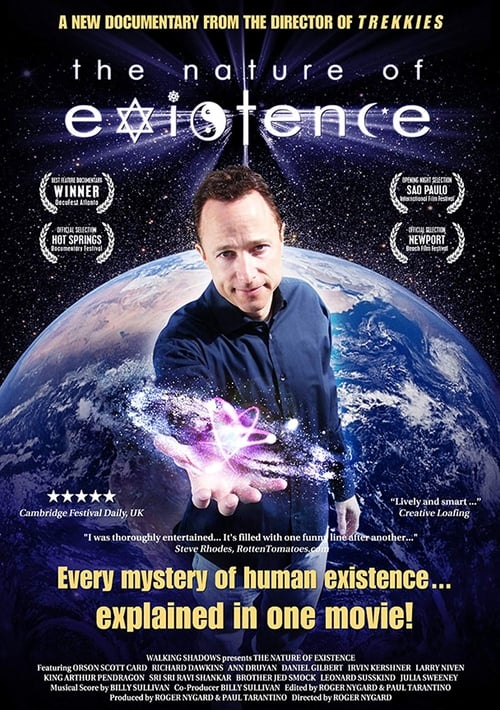 A NEW DOCUMENTARY FROM THE DIRECTOR OF TREKKIES
the nature of
existence
BEST FEATURE DOCUMENTARY
WINNER
DocuFest Atlanta
OPENING NIGHT SELECTION
SAO PAULO
International Film Festival
OFFICIAL SELECTION
HOT SPRINGS
Documentary Festival
OFFICIAL SELECTION
NEWPORT
Beach Film Festival
★★★★★
Cambridge Festival Daily, UK
"Lively and smart ..."
Creative Loafing
"I was thoroughly entertained... It's filled with one funny line after another..."
Steve Rhodes, RottenTomatoes.com
Every mystery of human existence...
explained in one movie!
WALKING SHADOWS presents THE NATURE OF EXISTENCE
Featuring ORSON SCOTT CARD RICHARD DAWKINS ANN DRUYAN DANIEL GILBERT IRVIN KERSHNER LARRY NIVEN
KING ARTHUR PENDRAGON SRI SRI RAVI SHANKAR BROTHER JED SMOCK LEONARD SUSSKIND JULIA SWEENEY
Musical Score by BILLY SULLIVAN Co-Producer BILLY SULLIVAN Edited by ROGER NYGARD & PAUL TARANTINO
Produced by ROGER NYGARD & PAUL TARANTINO Directed by ROGER NYGARD